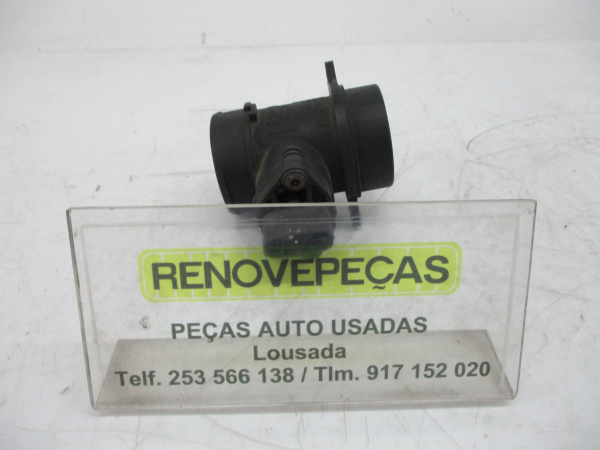 RENOVEPEÇAS
PEÇAS AUTO USADAS
Lousada
Telf. 253 566 138 / Tlm. 917 152 020